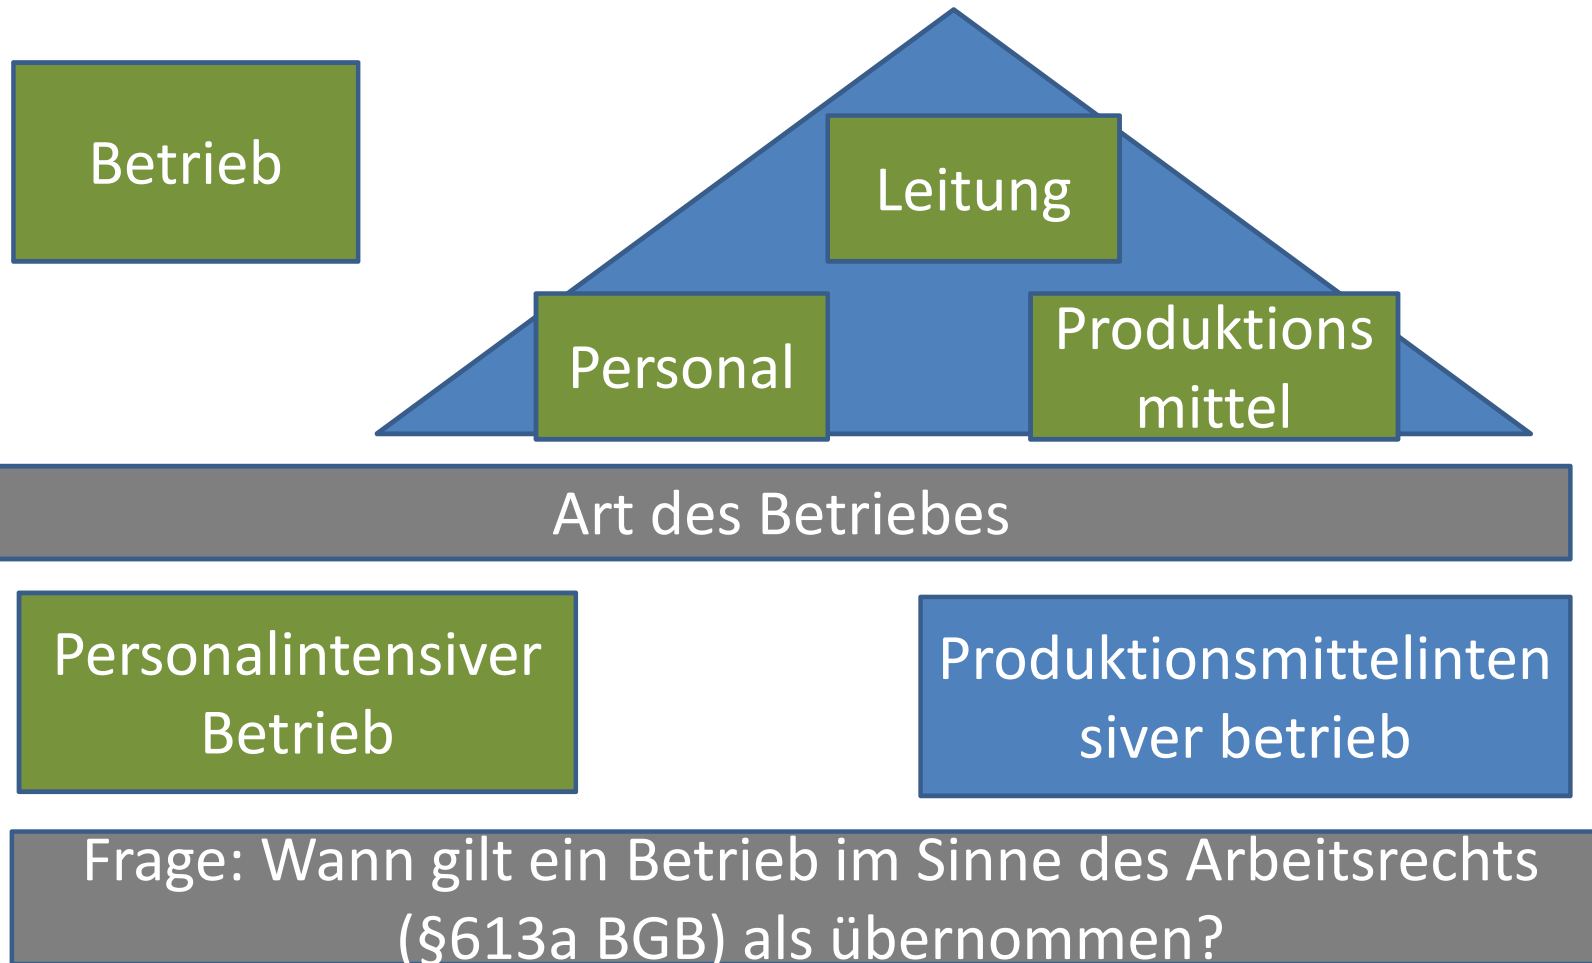 Betrieb
Leitung
Personal
Produktions
mittel
Art des Betriebes
Personalintensiver
Betrieb
Produktionsmittelinten
siver betrieb
Frage: Wann gilt ein Betrieb im Sinne des Arbeitsrechts
(§613a BGB) als übernommen?